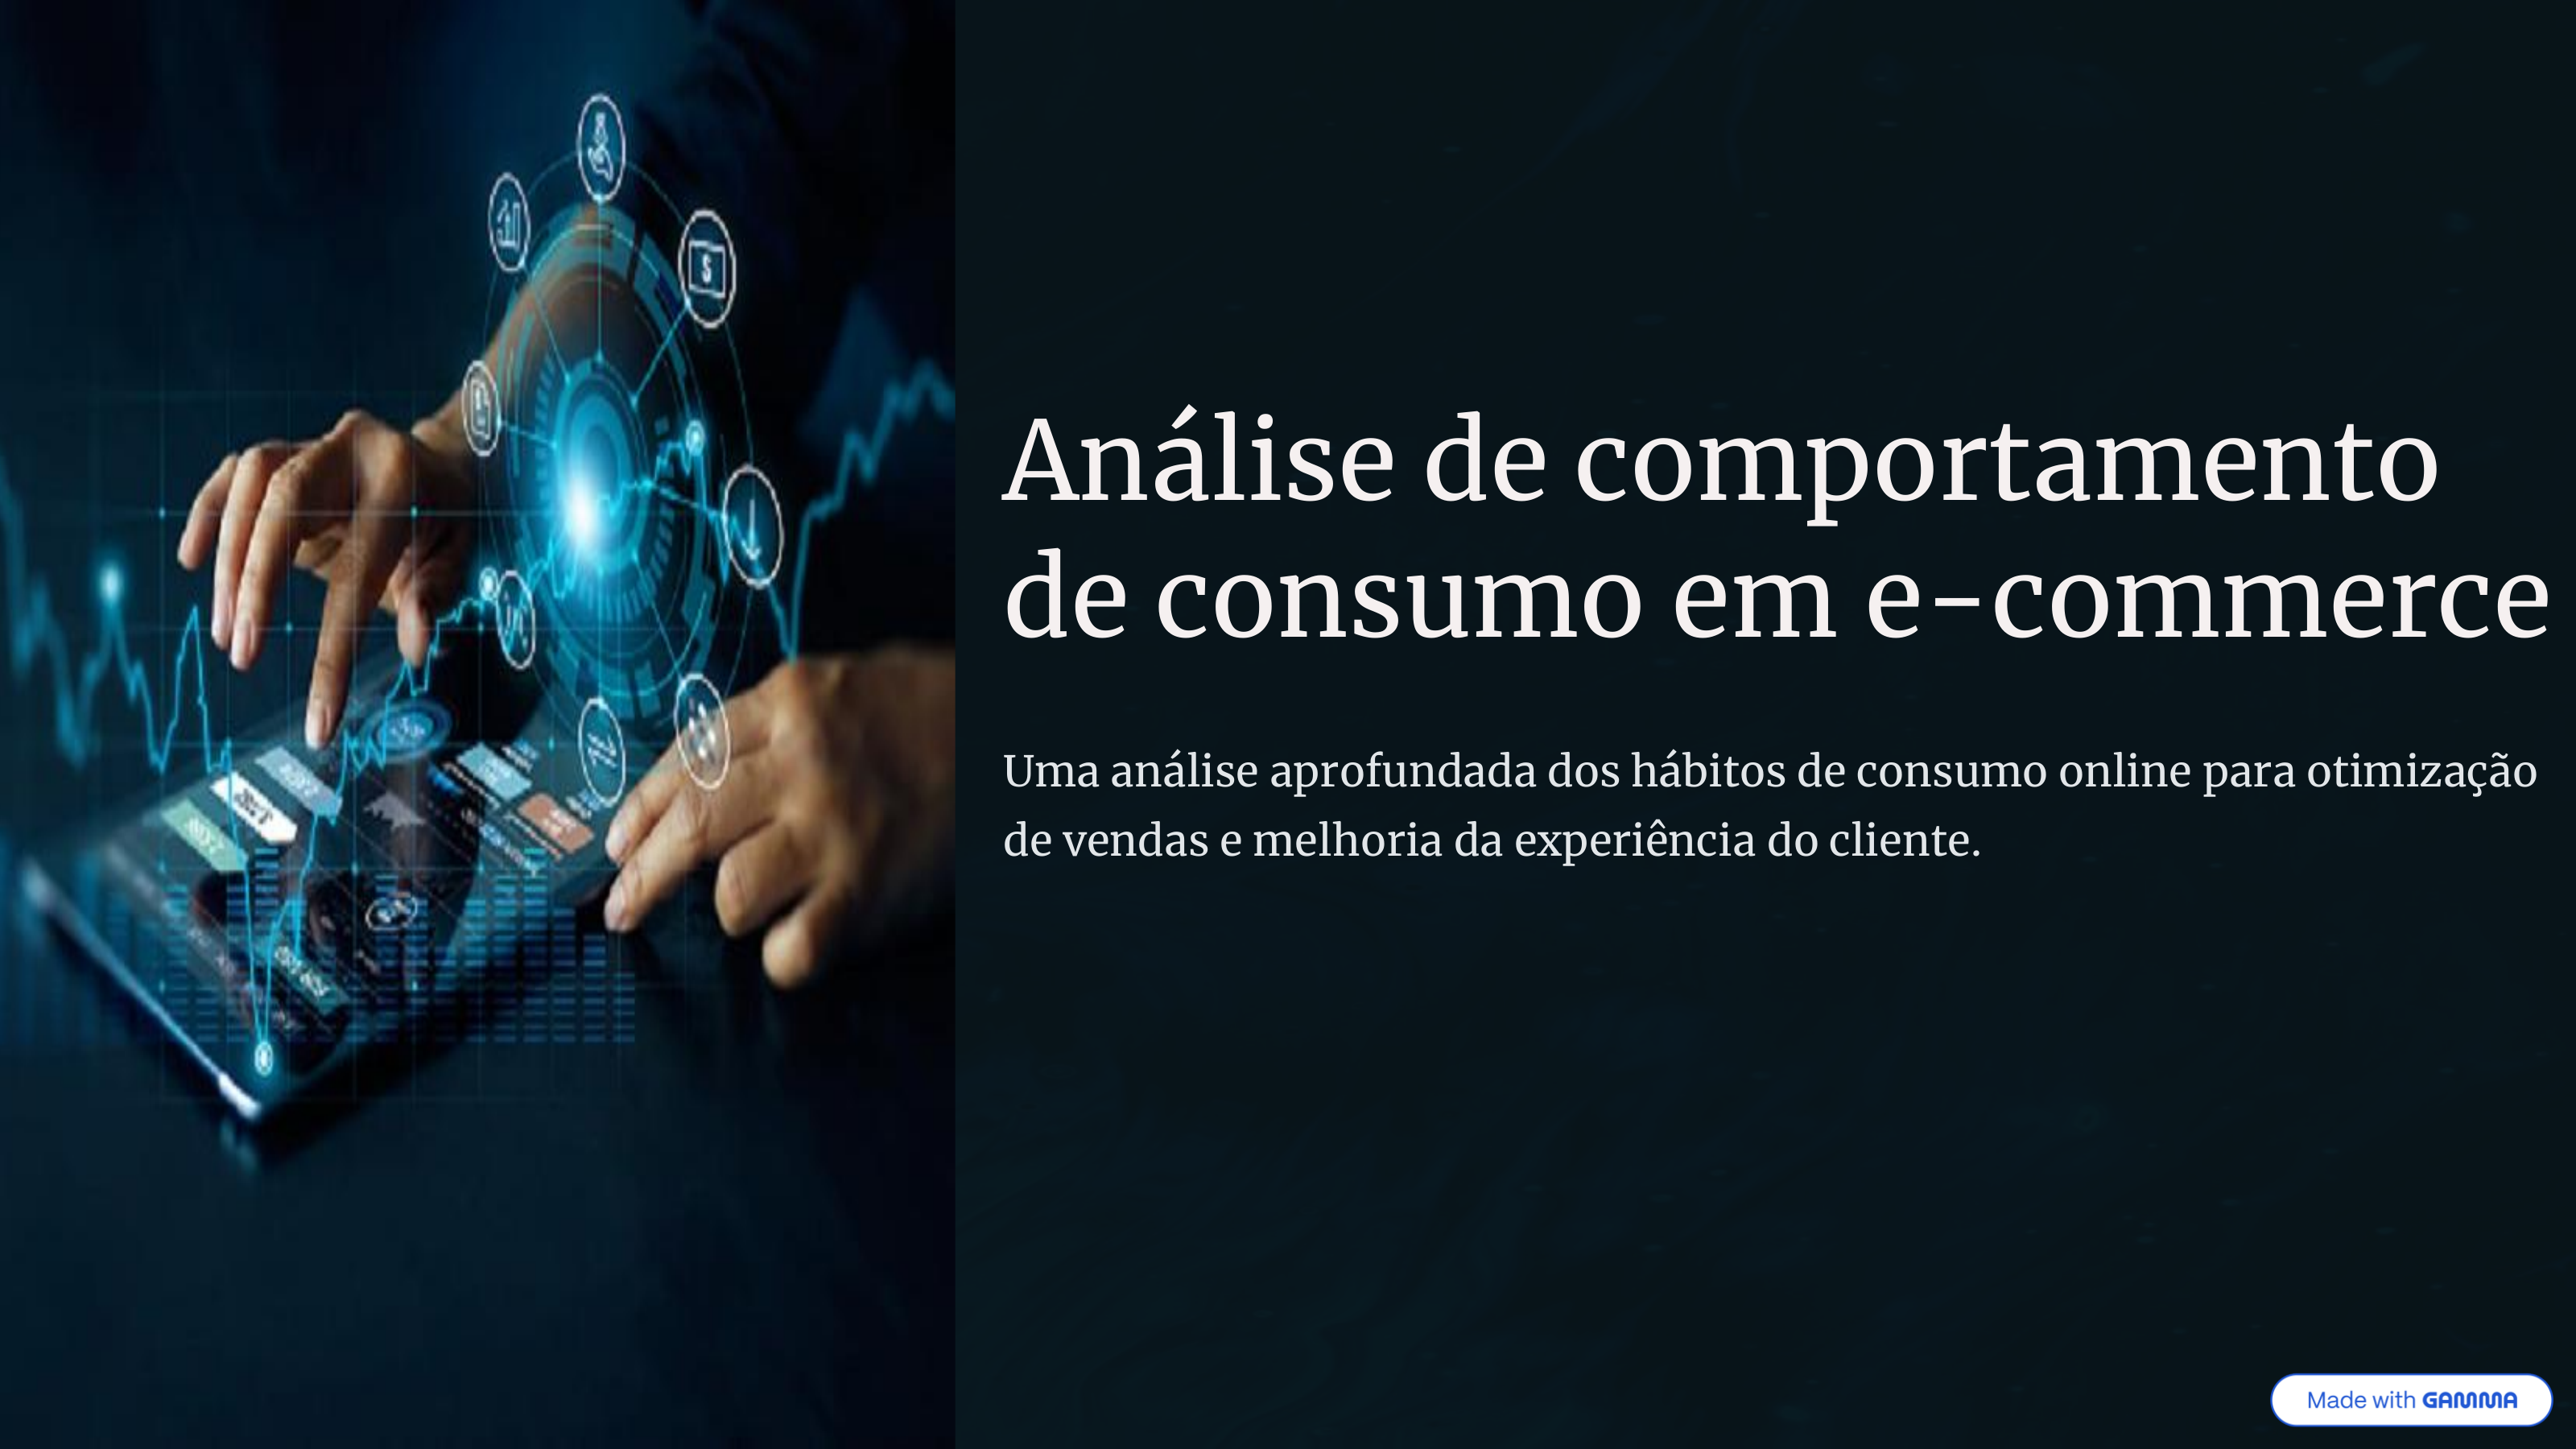 Análise de comportamento
de consumo em e-commerce
Uma análise aprofundada dos hábitos de consumo online para otimização
de vendas e melhoria da experiência do cliente.
Made with GAMMA